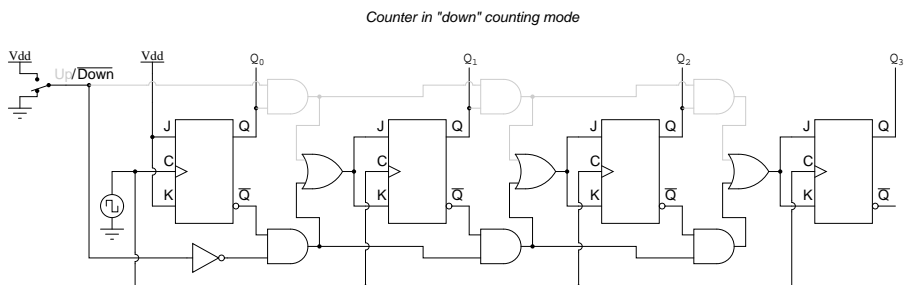 Counter in "down" counting mode
Vdd Up/Down Vdd Q0 Q1 Q2 Q3
J Q J Q J Q J Q
C C C C
K Q K Q K Q K Q